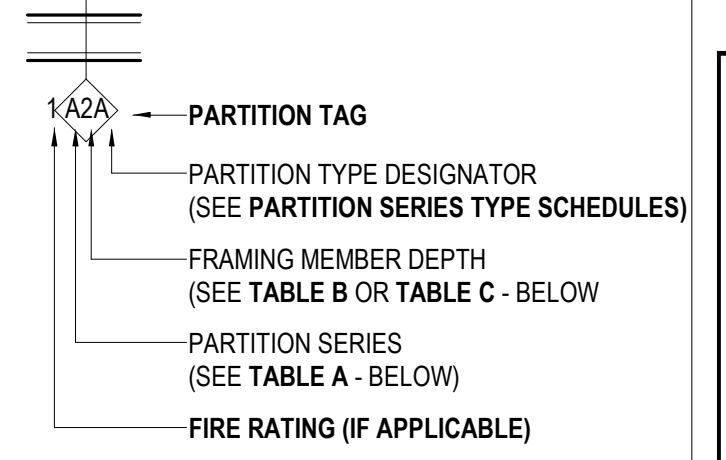 1 A2A
PARTITION TAG
PARTITION TYPE DESIGNATOR
(SEE PARTITION SERIES TYPE SCHEDULES)
FRAMING MEMBER DEPTH
(SEE TABLE B OR TABLE C - BELOW
PARTITION SERIES
(SEE TABLE A - BELOW)
FIRE RATING (IF APPLICABLE)